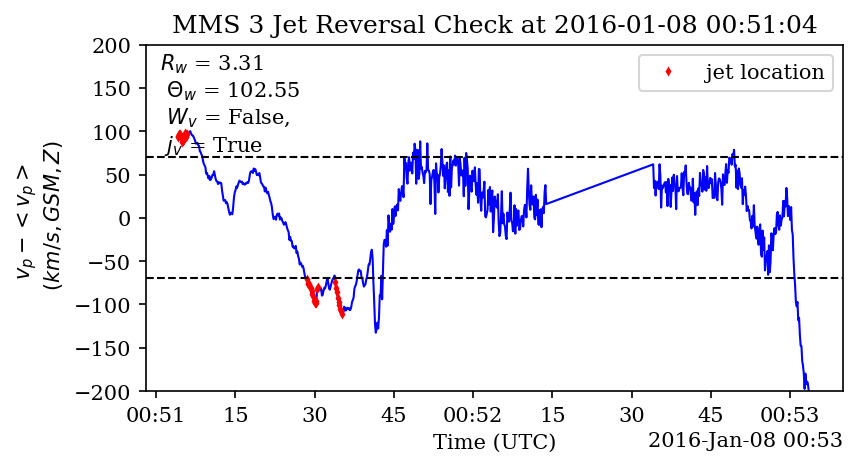 MMS 3 Jet Reversal Check at 2016-01-08 00:51:04
R_w = 3.31
Θ_w = 102.55
W_v = False,
j_v = True
jet location
v_p − < v_p >
(km/s, GSM, Z)
200
150
100
50
0
−50
−100
−150
−200
00:51 15 30 45 00:52 15 30 45 00:53
Time (UTC)
2016-Jan-08 00:53